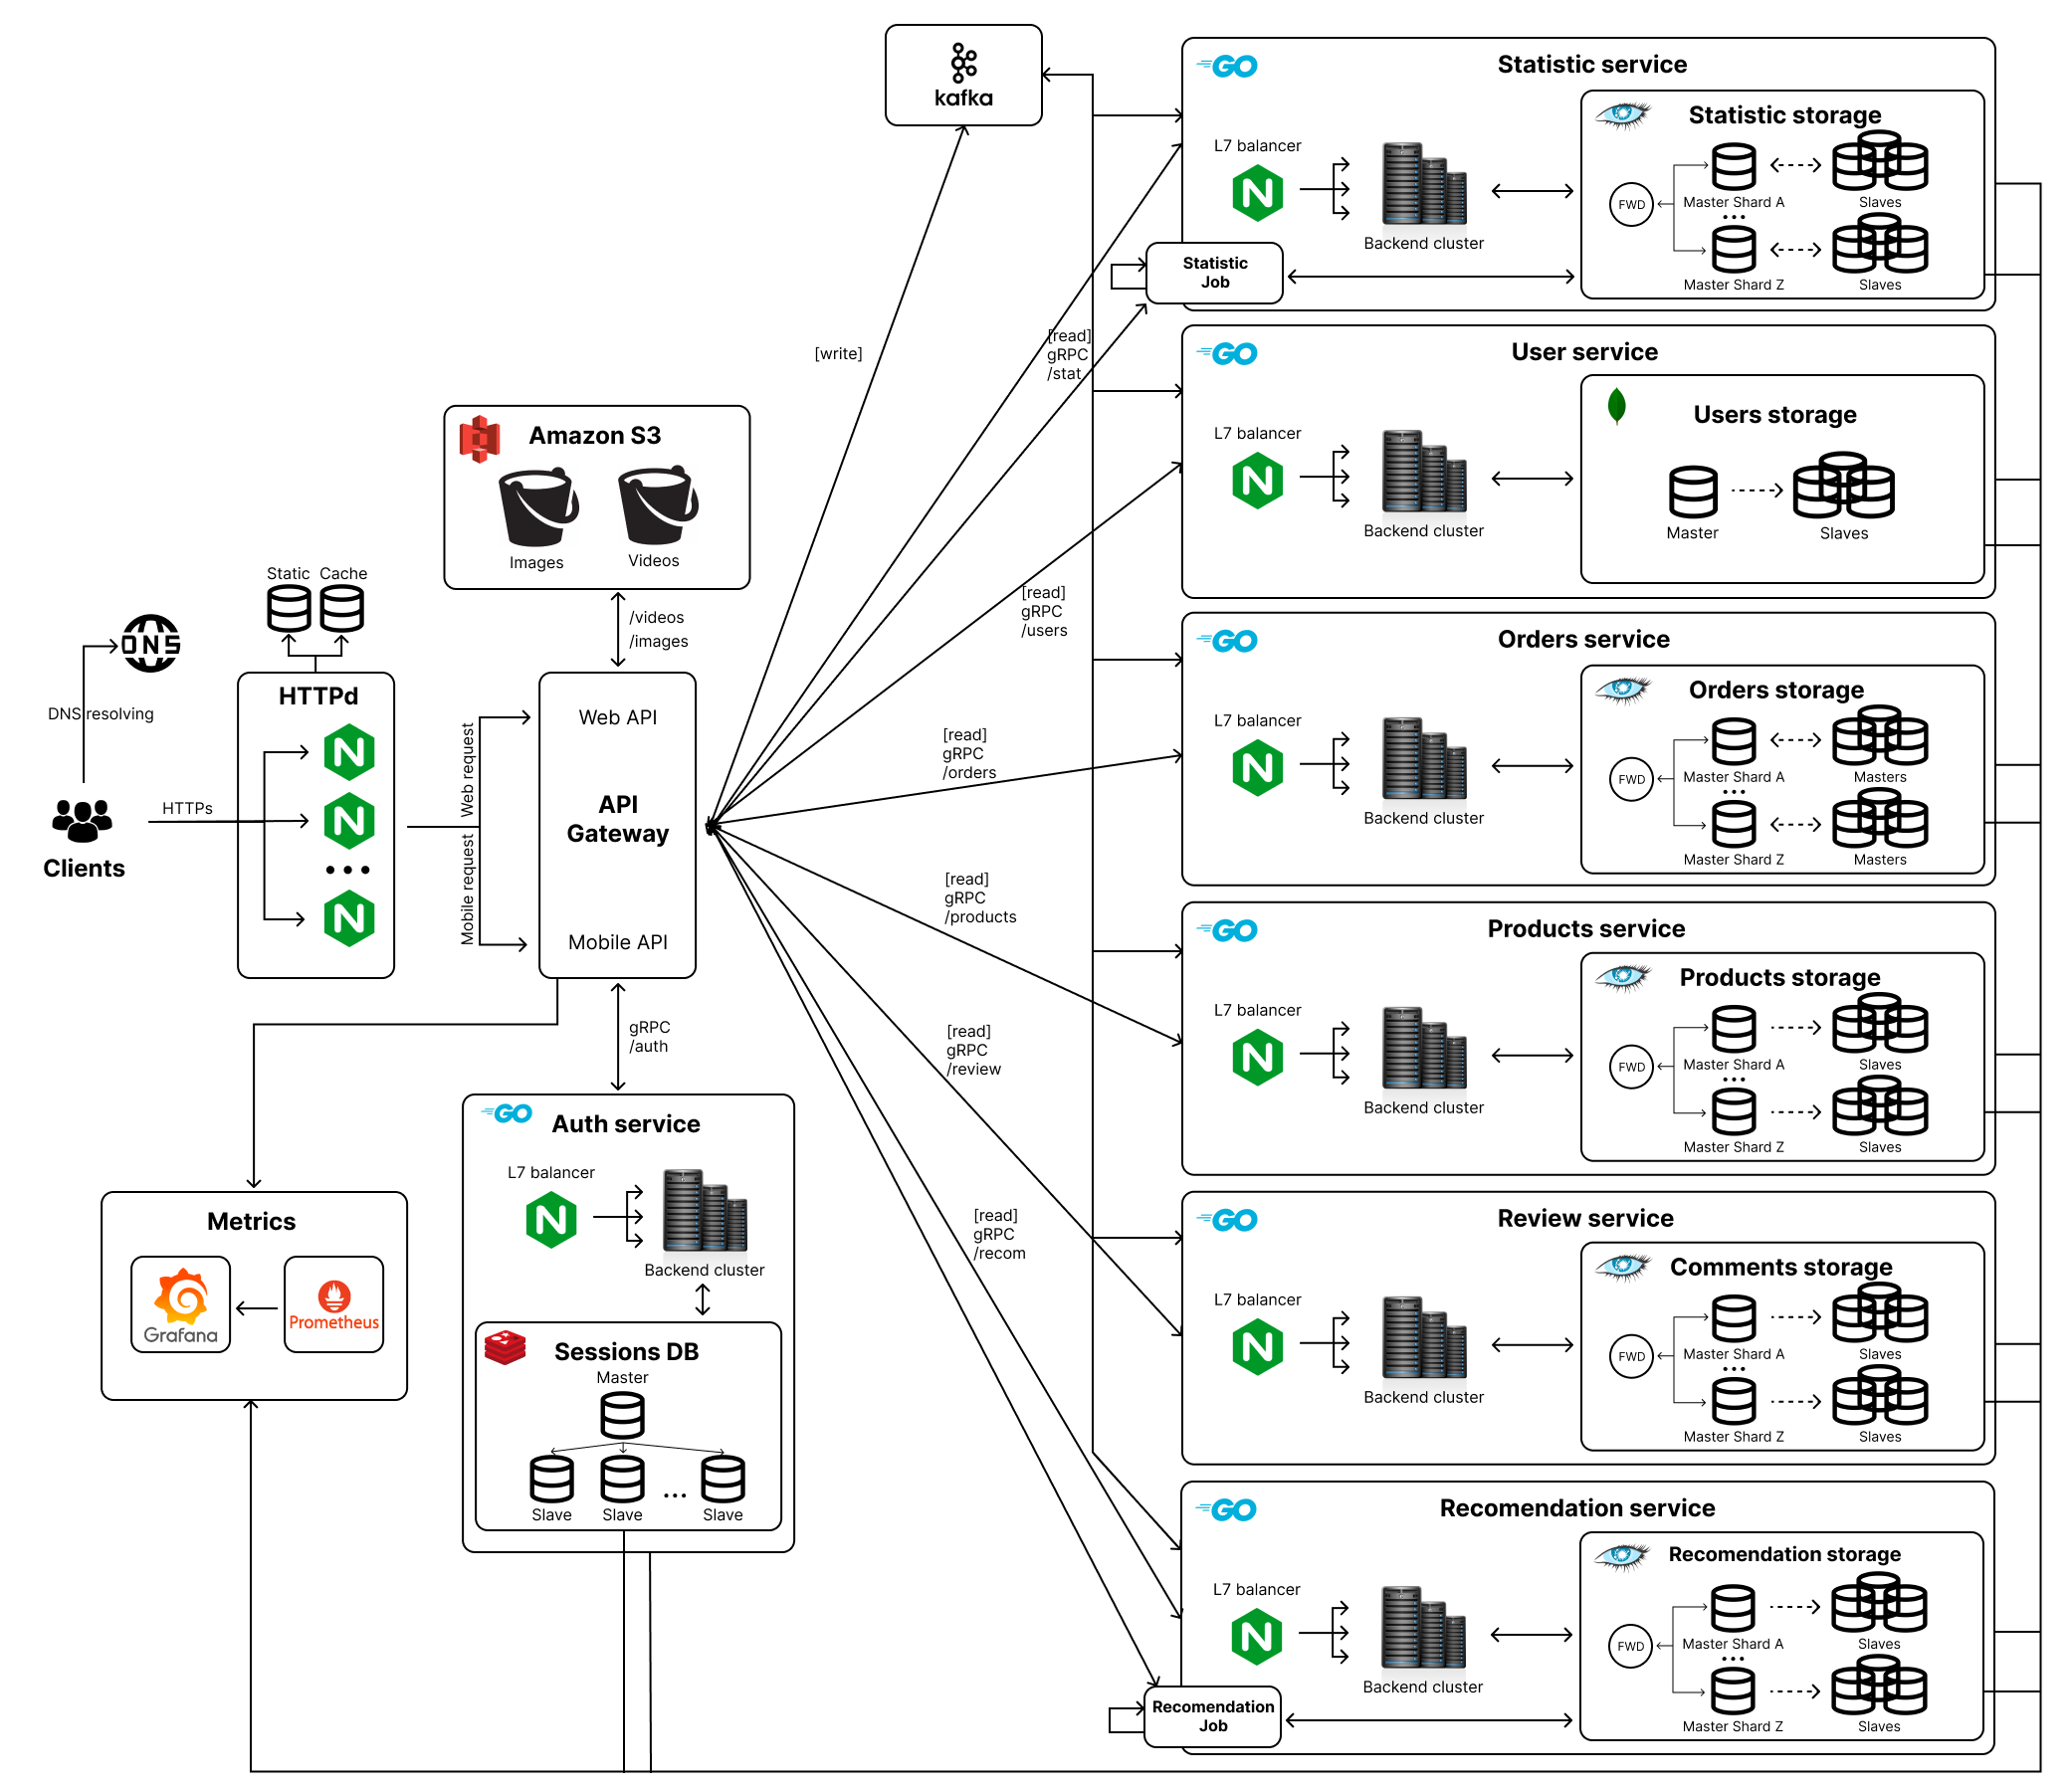 kafka
[write]
[read]
gRPC
/stat
[read]
gRPC
/users
[read]
gRPC
/orders
[read]
gRPC
/products
[read]
gRPC
/review
[read]
gRPC
/recom
Amazon S3
Images
Videos
/videos
/images
Static
Cache
DNS
DNS resolving
Clients
HTTPs
HTTPd
N
N
N
Web request
Mobile request
Web API
API
Gateway
Mobile API
gRPC
/auth
Metrics
Grafana
Prometheus
GO
Auth service
L7 balancer
N
Backend cluster
Sessions DB
Master
Slave
Slave
...
Slave
GO
Statistic service
L7 balancer
N
Backend cluster
Statistic
Job
Statistic storage
FWD
Master Shard A
Slaves
...
Master Shard Z
Slaves
GO
User service
L7 balancer
N
Backend cluster
Users storage
Master
Slaves
GO
Orders service
L7 balancer
N
Backend cluster
Orders storage
FWD
Master Shard A
Masters
...
Master Shard Z
Masters
GO
Products service
L7 balancer
N
Backend cluster
Products storage
FWD
Master Shard A
Slaves
...
Master Shard Z
Slaves
GO
Review service
L7 balancer
N
Backend cluster
Comments storage
FWD
Master Shard A
Slaves
...
Master Shard Z
Slaves
GO
Recomendation service
L7 balancer
N
Backend cluster
Recomendation
Job
Recomendation storage
FWD
Master Shard A
Slaves
...
Master Shard Z
Slaves